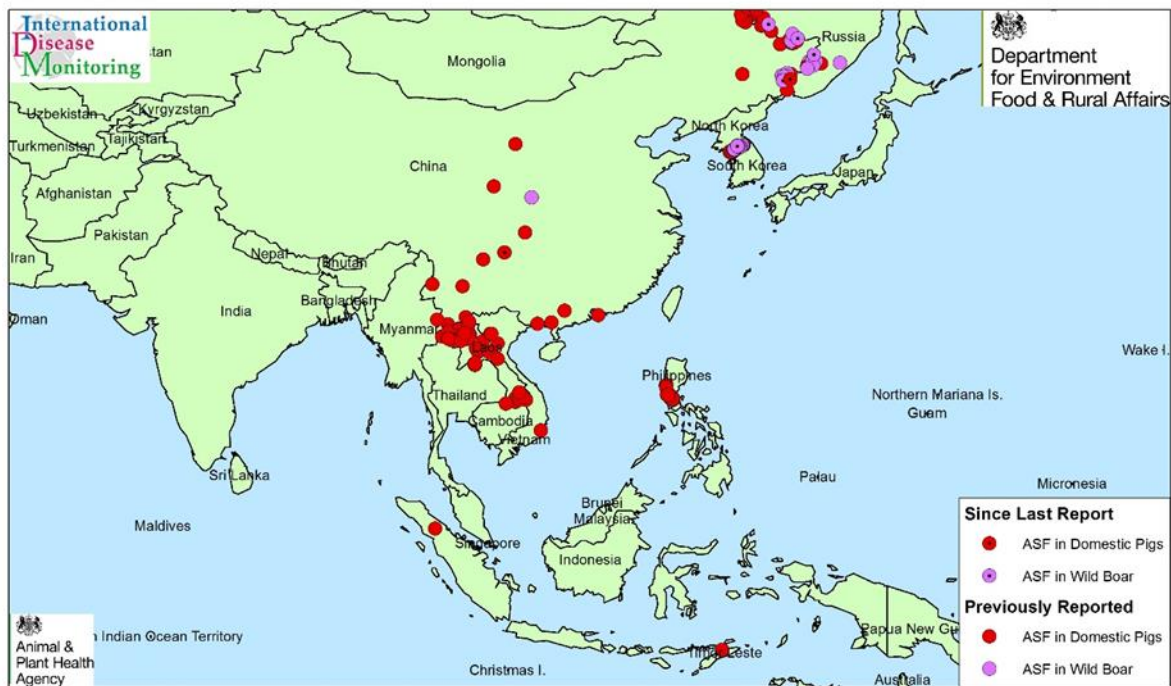 International
Disease
Monitoring
Department
for Environment
Food & Rural Affairs
Russia
Mongolia
Uzbekistan
Kyrgyzstan
Turkmenistan
Tajikistan
North Korea
China
South Korea
Japan
Afghanistan
Pakistan
Iran
Nepal
Bhutan
Bangladesh
Oman
India
Myanmar
Laos
Wake I.
Philippines
Thailand
Northern Mariana Is.
Guam
Cambodia
Vietnam
Sri Lanka
Palau
Micronesia
Maldives
Brunei
Malaysia
Singapore
Indonesia
Since Last Report
ASF in Domestic Pigs
ASF in Wild Boar
Previously Reported
ASF in Domestic Pigs
ASF in Wild Boar
Animal &
Plant Health
Agency
n Indian Ocean Territory
Papua New Gu
Timor Leste
Christmas I.
Australia